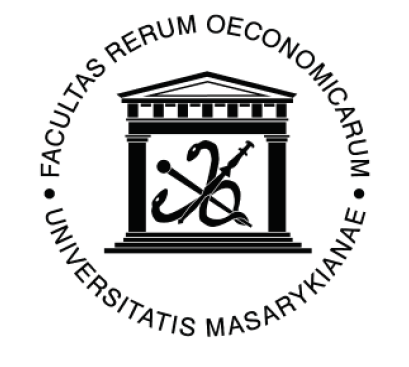 FACULTAS RERUM OECONOMICARUM
UNIVERSITATIS MASARYKIANAE